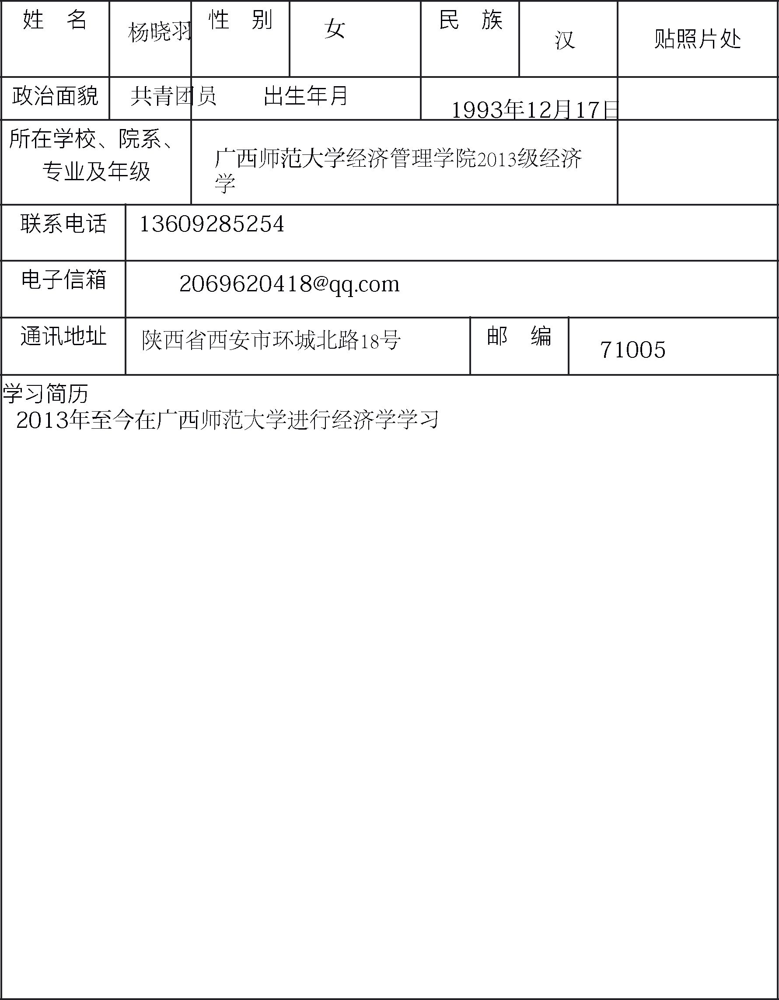 姓 名 杨晓羽 性 别 女 民 族 汉 贴照片处
政治面貌 共青团员 出生年月 1993年12月17日
所在学校、院系、
专业及年级
广西师范大学经济管理学院2013级经济
学
联系电话 13609285254
电子信箱 2069620418@qq.com
通讯地址 陕西省西安市环城北路18号 邮 编 71005
学习简历
2013年至今在广西师范大学进行经济学学习